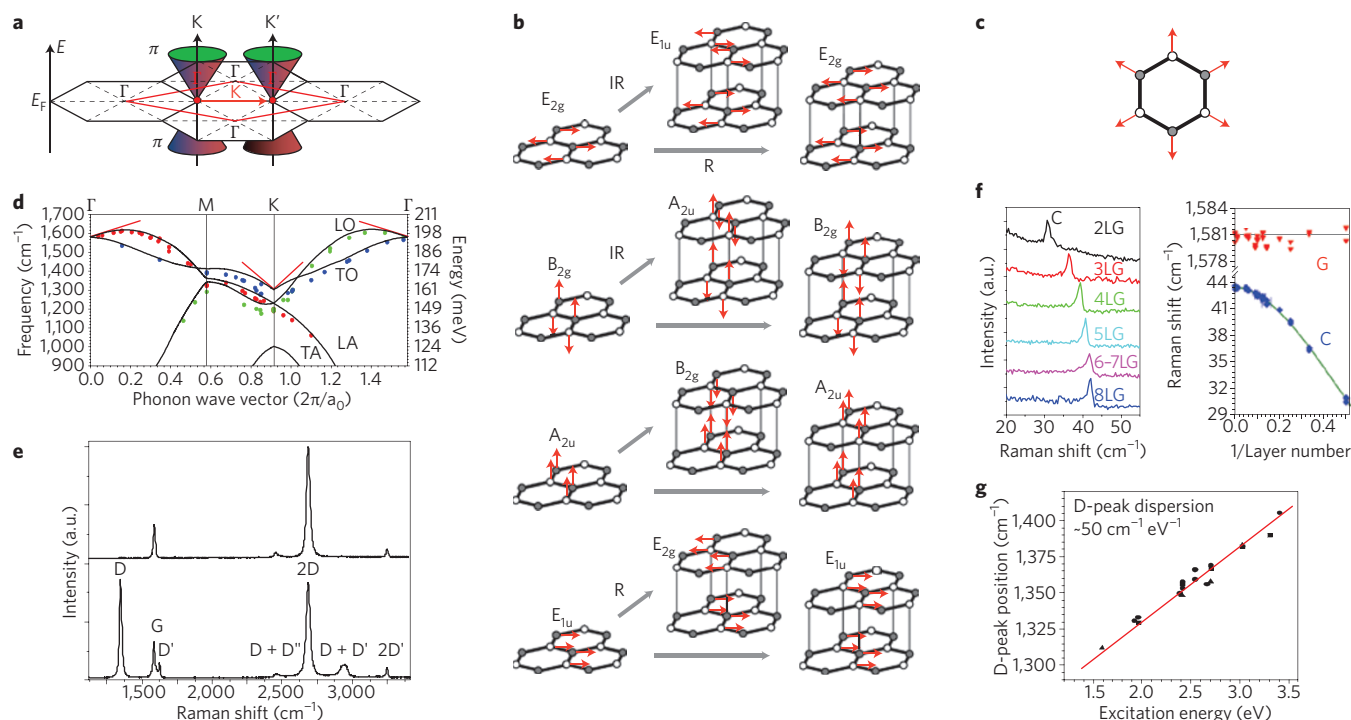 a
E
E_F
K
K′
π
π
Γ
Γ
Γ
Γ
K
b
E_2g
IR
E_1u
R
E_2g
B_2g
IR
A_2u
B_2g
A_2u
B_2g
A_2u
E_1u
R
E_2g
E_1u
c
d
Γ M K Γ
Frequency (cm⁻¹)
1,700
1,600
1,500
1,400
1,300
1,200
1,100
1,000
900
LO
TO
LA
TA
211
198
186
174
161
149
136
124
112
Energy (meV)
0.0 0.2 0.4 0.6 0.8 1.0 1.2 1.4
Phonon wave vector (2π/a₀)
e
Intensity (a.u.)
D
G
D'
D + D''
2D
D + D'
2D'
1,500 2,000 2,500 3,000
Raman shift (cm⁻¹)
f
Intensity (a.u.)
C
2LG
3LG
4LG
5LG
6–7LG
8LG
20 30 40 50
Raman shift (cm⁻¹)
Raman shift (cm⁻¹)
1,584
1,581
1,578
44
41
38
35
32
29
G
C
0.0 0.1 0.2 0.3 0.4 0.5
1/Layer number
g
D-peak position (cm⁻¹)
1,400
1,375
1,350
1,325
1,300
D-peak dispersion
~50 cm⁻¹ eV⁻¹
1.5 2.0 2.5 3.0 3.5
Excitation energy (eV)